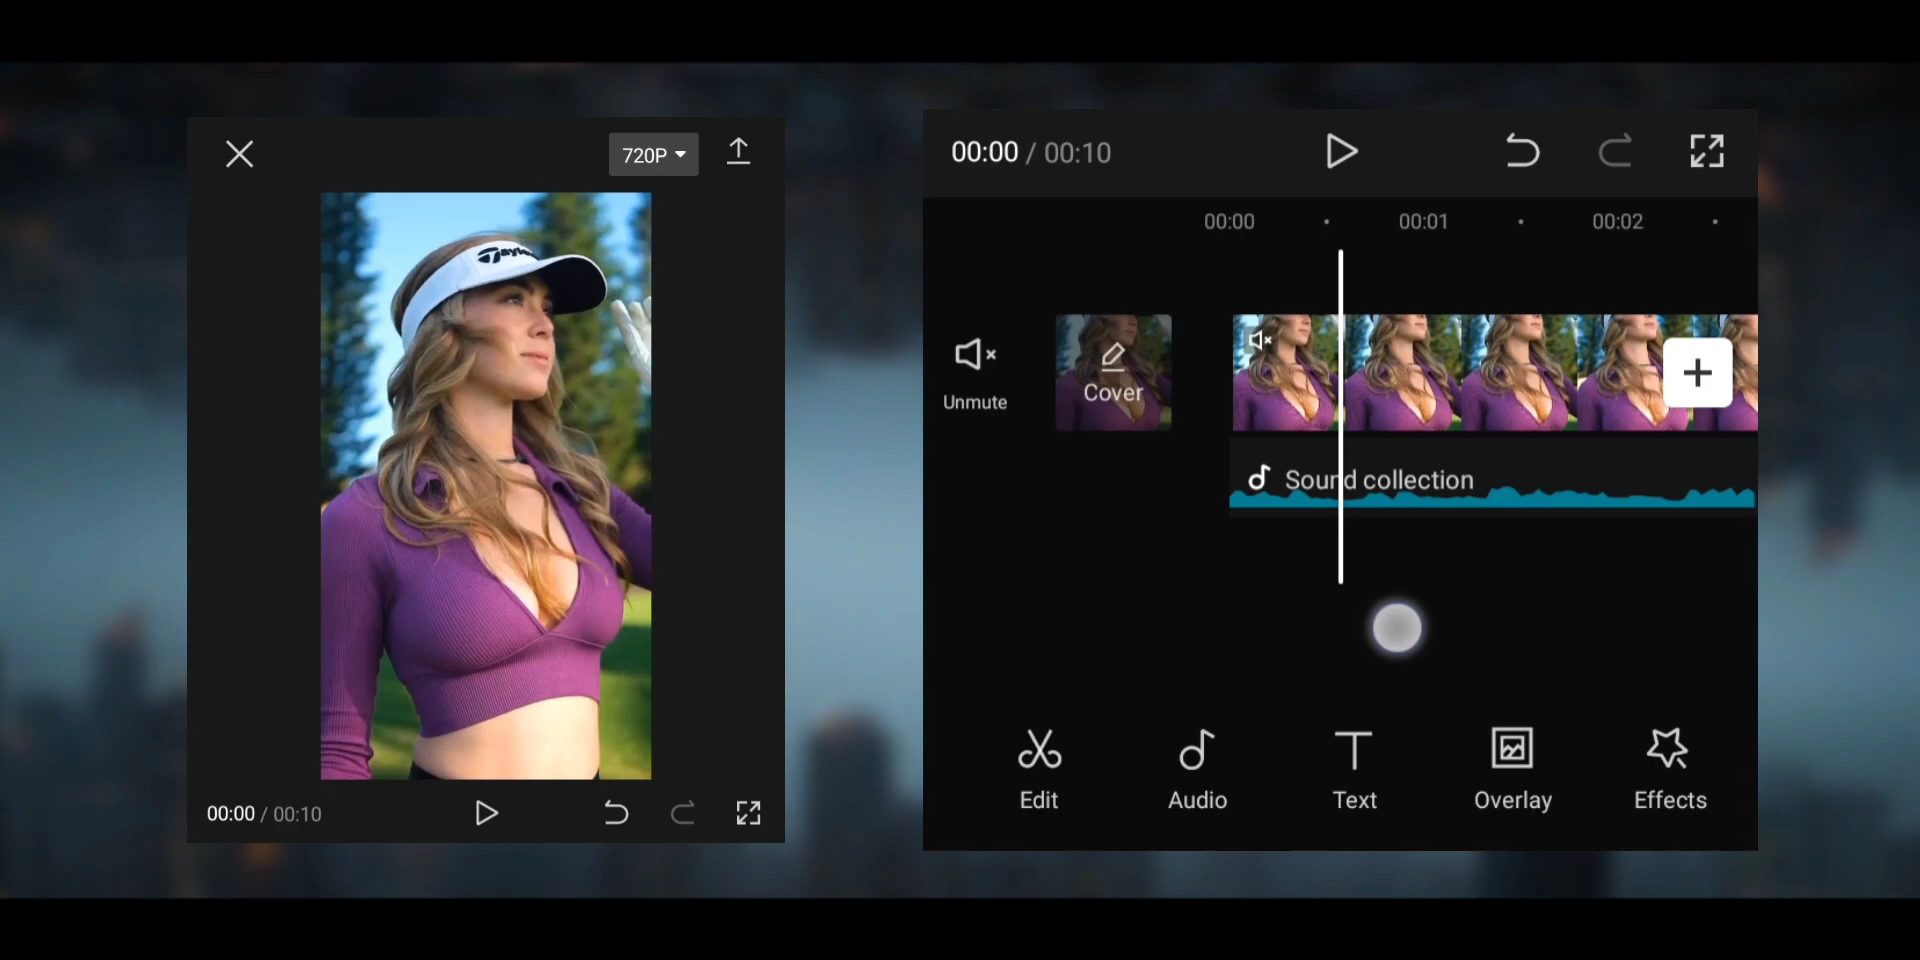 720P
Taylor
00:00 / 00:10
00:00 / 00:10
00:00
00:01
00:02
Unmute
Cover
Sound collection
Edit
Audio
Text
Overlay
Effects